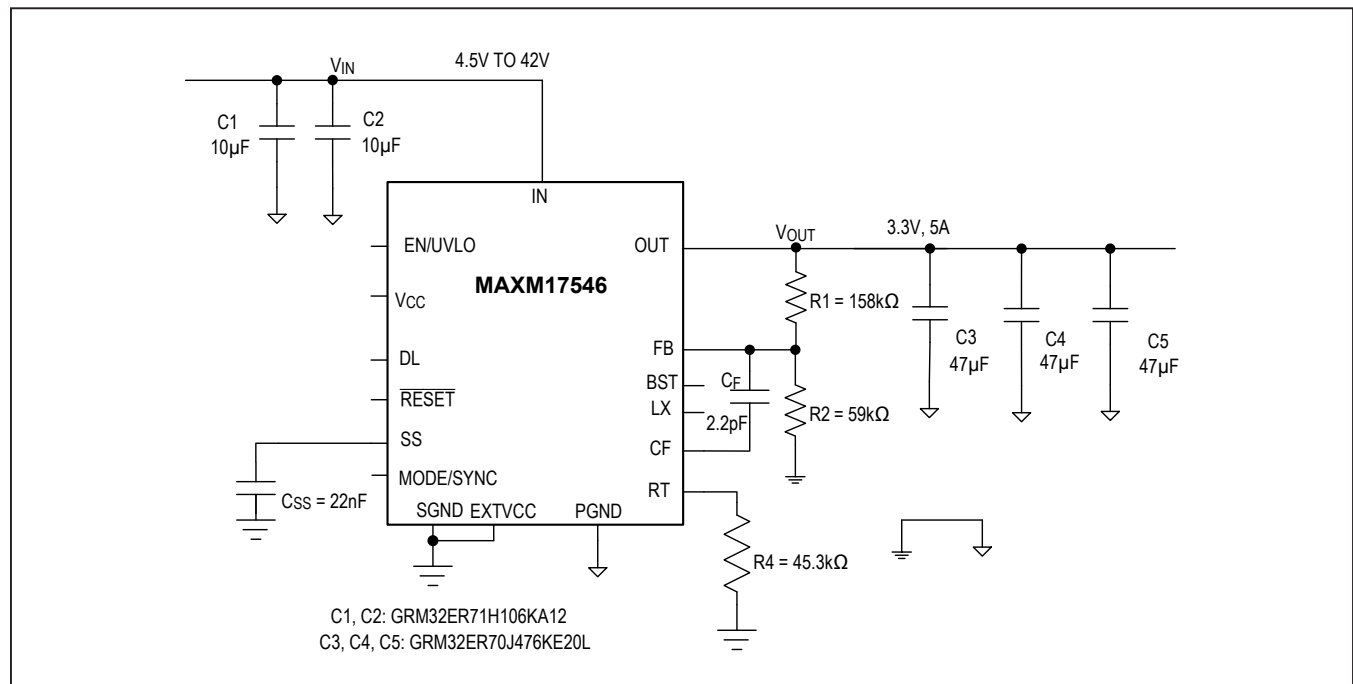 VIN
4.5V TO 42V
C1
10µF
C2
10µF
IN
EN/UVLO
OUT
VOUT
3.3V, 5A
MAXM17546
VCC
R1 = 158kΩ
DL
FB
C3
47µF
C4
47µF
C5
47µF
RESET
BST
CF
LX
2.2pF
R2 = 59kΩ
SS
CF
MODE/SYNC
RT
CSS = 22nF
SGND
EXTVCC
PGND
R4 = 45.3kΩ
C1, C2: GRM32ER71H106KA12
C3, C4, C5: GRM32ER70J476KE20L